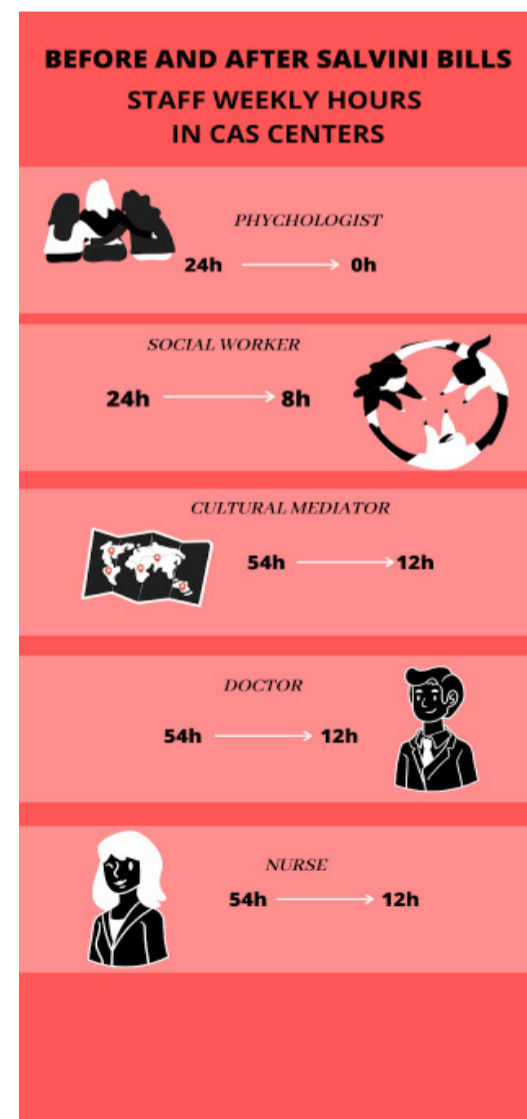 BEFORE AND AFTER SALVINI BILLS
STAFF WEEKLY HOURS
IN CAS CENTERS
PHYCHOLOGIST
24h 0h
SOCIAL WORKER
24h 8h
CULTURAL MEDIATOR
54h 12h
DOCTOR
54h 12h
NURSE
54h 12h